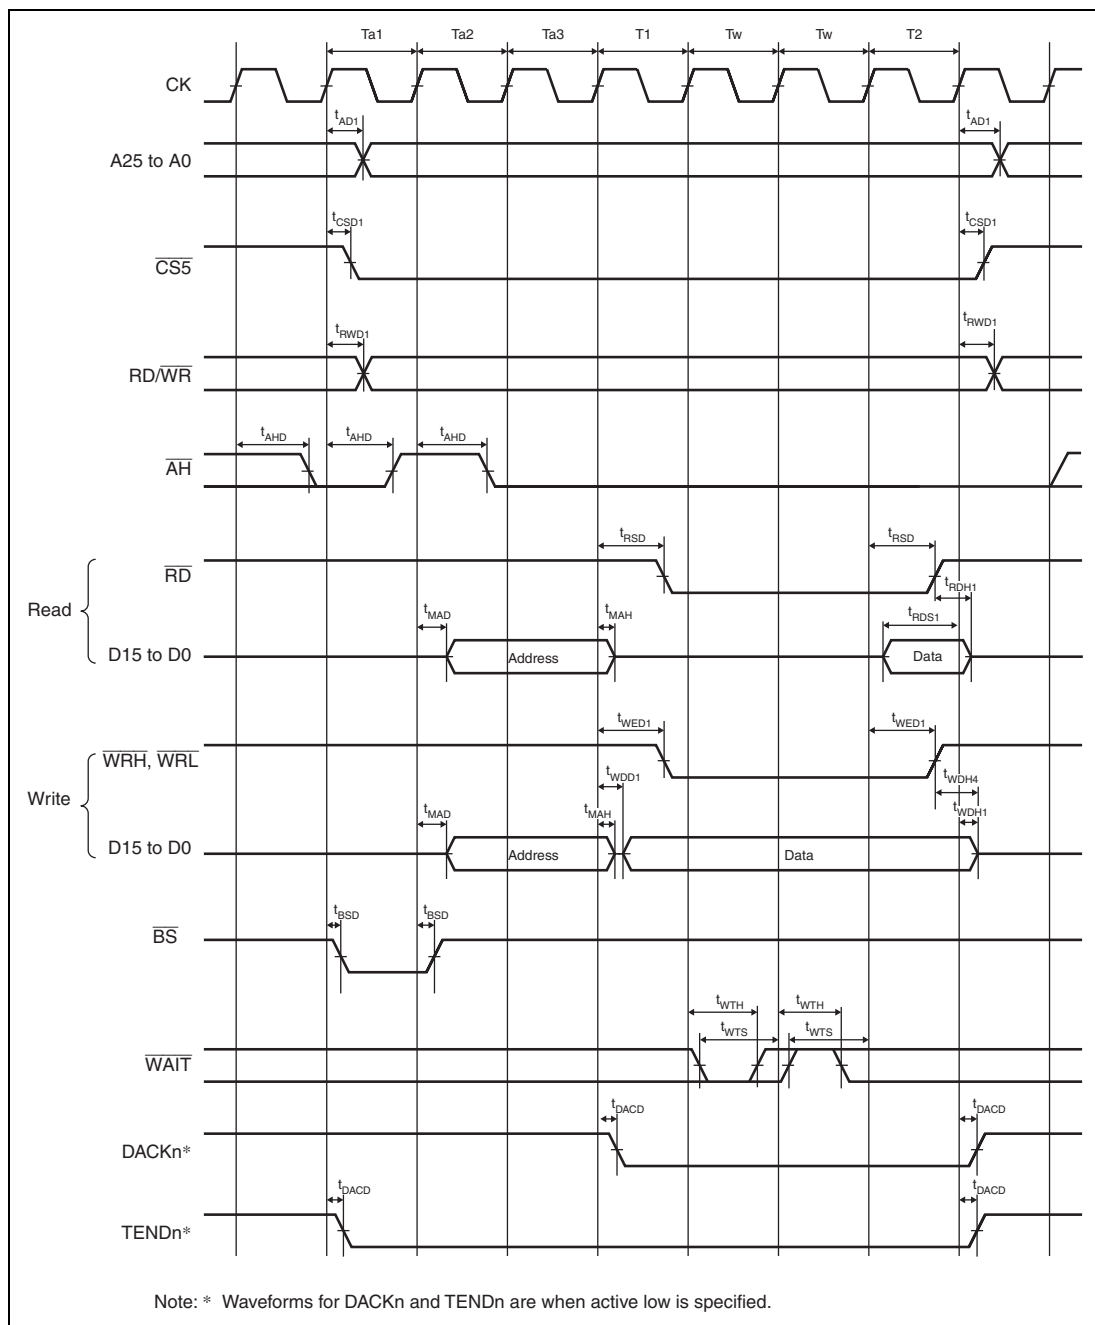 Ta1 Ta2 Ta3 T1 Tw Tw T2
CK
tAD1 tAD1
A25 to A0
tCSD1 tCSD1
CS5
tRWD1 tRWD1
RD/WR
tAHD tAHD tAHD
AH
tRSD tRSD
RD
tRDH1
Read
tMAD tMAH tRDS1
D15 to D0 Address Data
tWED1 tWED1
WRH, WRL
tWDD1 tWDH4
Write
tMAD tMAH tWDH1
D15 to D0 Address Data
tBSD tBSD
BS
tWTH tWTH
tWTS tWTS
WAIT
tDACD tDACD
DACKn*
tDACD tDACD
TENDn*
Note: * Waveforms for DACKn and TENDn are when active low is specified.